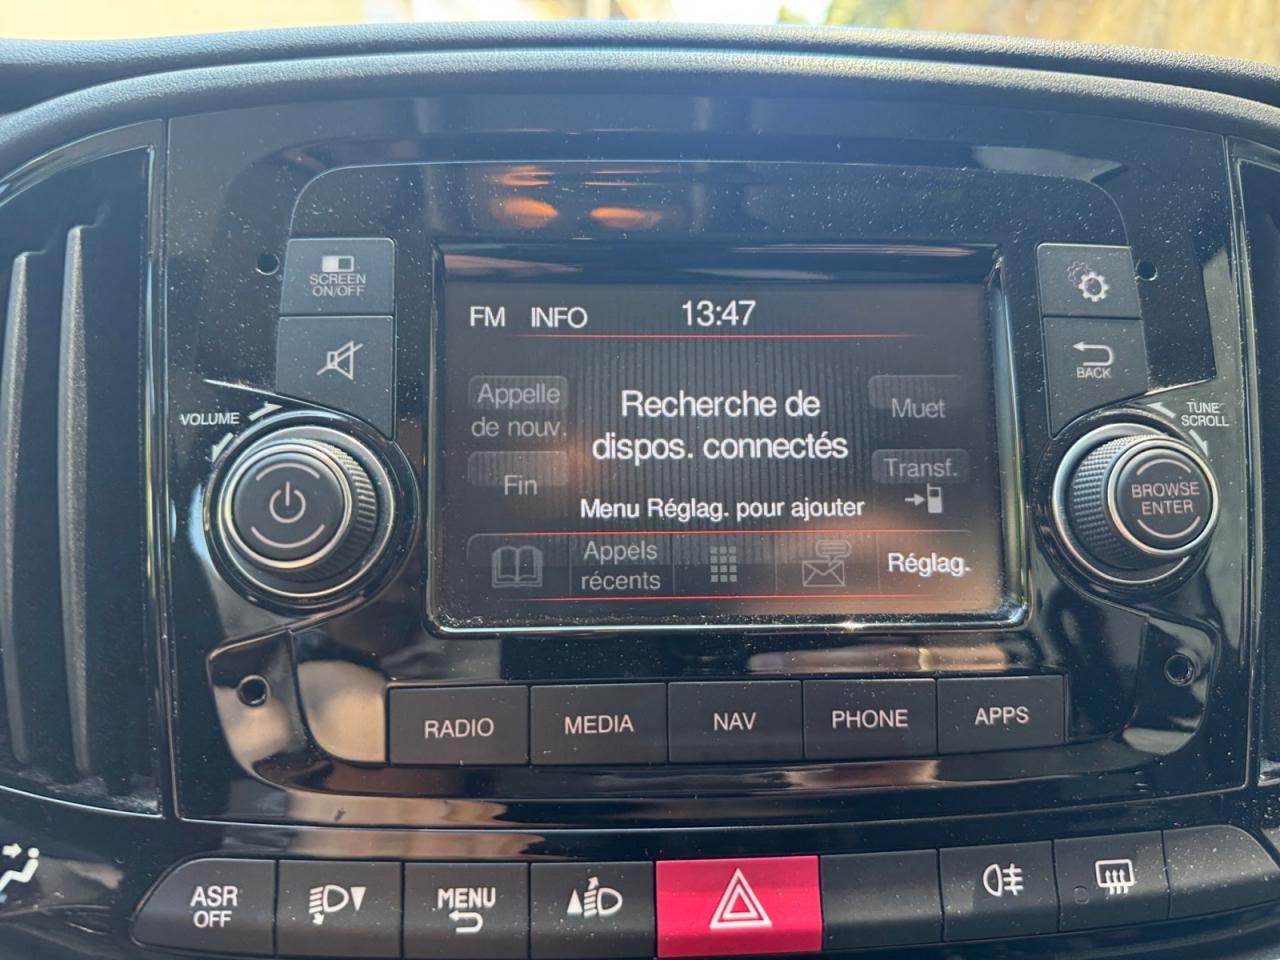 SCREEN
ON/OFF
VOLUME
FM INFO 13:47
Appelle
de nouv.
Fin
Recherche de
dispos. connectés
Menu Réglag. pour ajouter
Muet
Transf.
Appels
récents
Réglag.
BACK
TUNE
SCROLL
BROWSE
ENTER
RADIO
MEDIA
NAV
PHONE
APPS
ASR
OFF
MENU